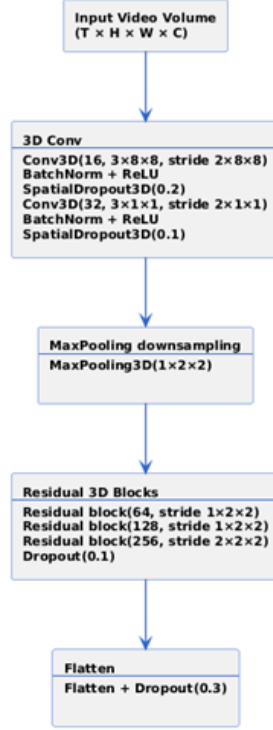 Input Video Volume
(T × H × W × C)
3D Conv
Conv3D(16, 3×8×8, stride 2×8×8)
BatchNorm + ReLU
SpatialDropout3D(0.2)
Conv3D(32, 3×1×1, stride 2×1×1)
BatchNorm + ReLU
SpatialDropout3D(0.1)
MaxPooling downsampling
MaxPooling3D(1×2×2)
Residual 3D Blocks
Residual block(64, stride 1×2×2)
Residual block(128, stride 1×2×2)
Residual block(256, stride 2×2×2)
Dropout(0.1)
Flatten
Flatten + Dropout(0.3)